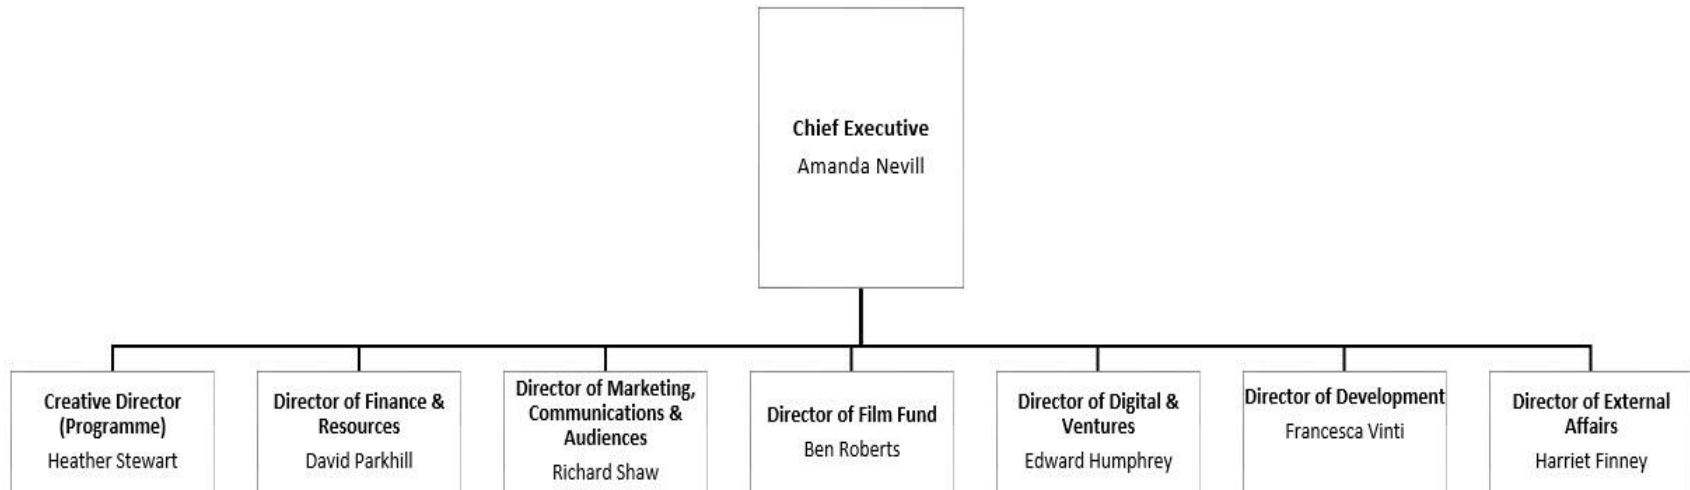 Chief Executive
Amanda Nevill
Creative Director
(Programme)
Heather Stewart
Director of Finance &
Resources
David Parkhill
Director of Marketing,
Communications &
Audiences
Richard Shaw
Director of Film Fund
Ben Roberts
Director of Digital &
Ventures
Edward Humphrey
Director of Development
Francesca Vinti
Director of External
Affairs
Harriet Finney